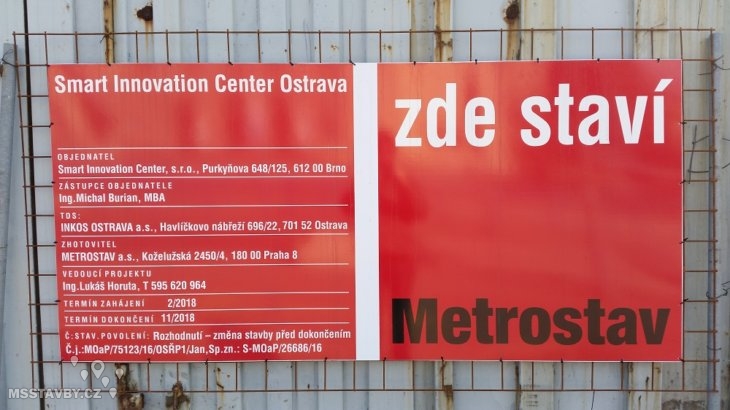 Smart Innovation Center Ostrava
OBJEDNATEL
Smart Innovation Center, s.r.o., Purkyňova 648/125, 612 00 Brno
ZÁSTUPCE OBJEDNATELE
Ing.Michal Burian, MBA
TDS:
INKOS OSTRAVA a.s., Havlíčkovo nábřeží 696/22, 701 52 Ostrava
ZHOTOVITEL
METROSTAV a.s., Koželužská 2450/4, 180 00 Praha 8
VEDOUCÍ PROJEKTU
Ing.Lukáš Horuta, T 595 620 964
TERMÍN ZAHÁJENÍ 2/2018
TERMÍN DOKONČENÍ 11/2018
Č.STAV.POVOLENÍ: Rozhodnutí – změna stavby před dokončením
Č.j.:MOaP/75123/16/OSŘP1/Jan,Sp.zn.: S-MOaP/26686/16
zde staví
Metrostav
MSSTAVBY.CZ